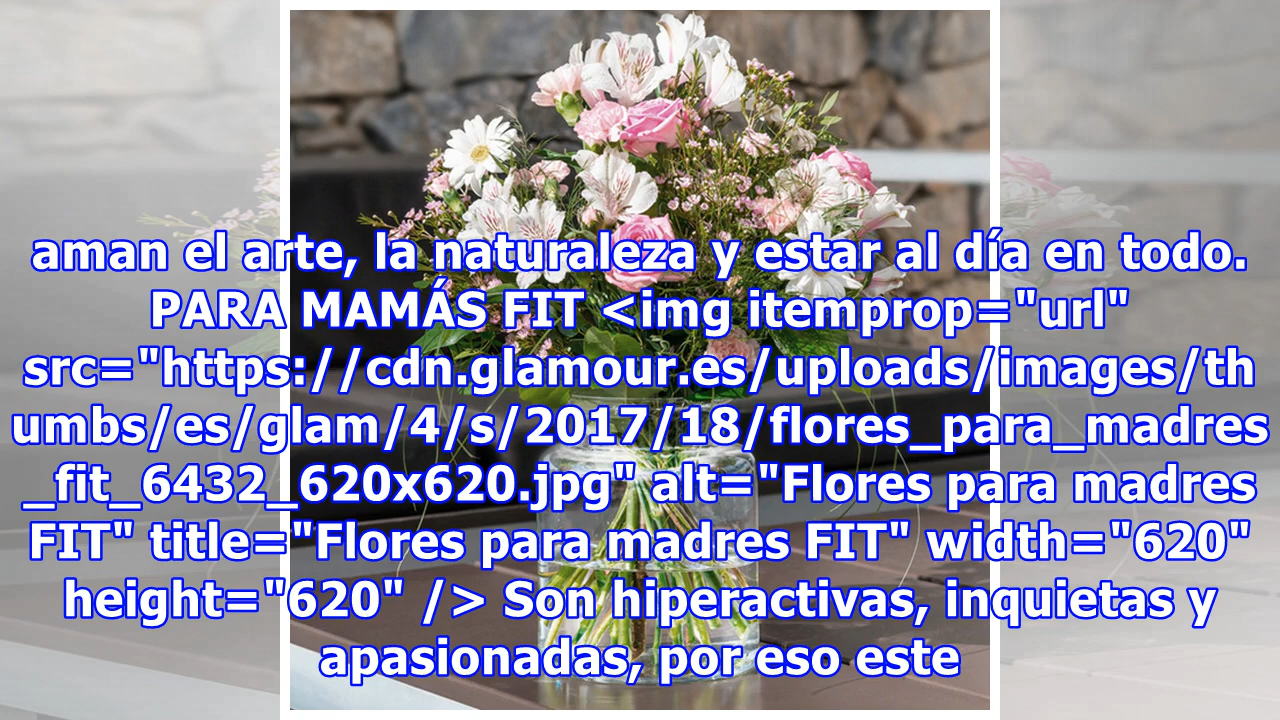 aman el arte, la naturaleza y estar al día en todo.
PARA MAMÁS FIT <img itemprop="url"
src="https://cdn.glamour.es/uploads/images/th
umbs/es/glam/4/s/2017/18/flores_para_madres
_fit_6432_620x620.jpg" alt="Flores para madres
FIT" title="Flores para madres FIT" width="620"
height="620" /> Son hiperactivas, inquietas y
apasionadas, por eso este